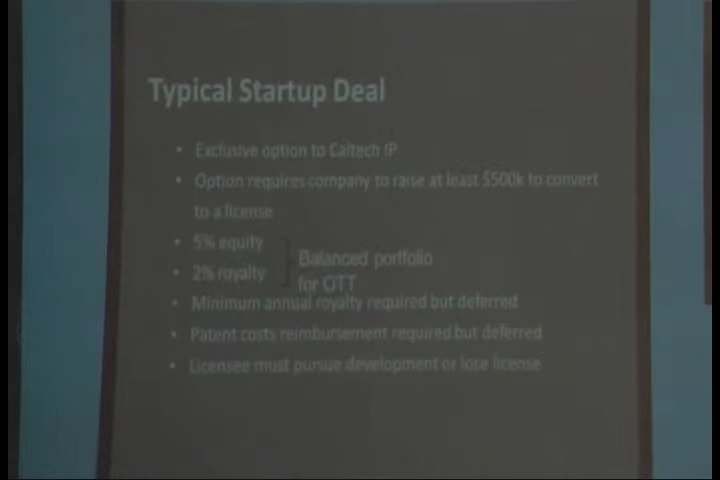 Typical Startup Deal
• Exclusive option to Caltech IP
• Option requires company to raise at least $500k to convert
to a license
• 5% equity
• 2% royalty
Balanced portfolio
for OTT
• Minimum annual royalty required but deferred
• Patent costs reimbursement required but deferred
• Licensee must pursue development or lose license